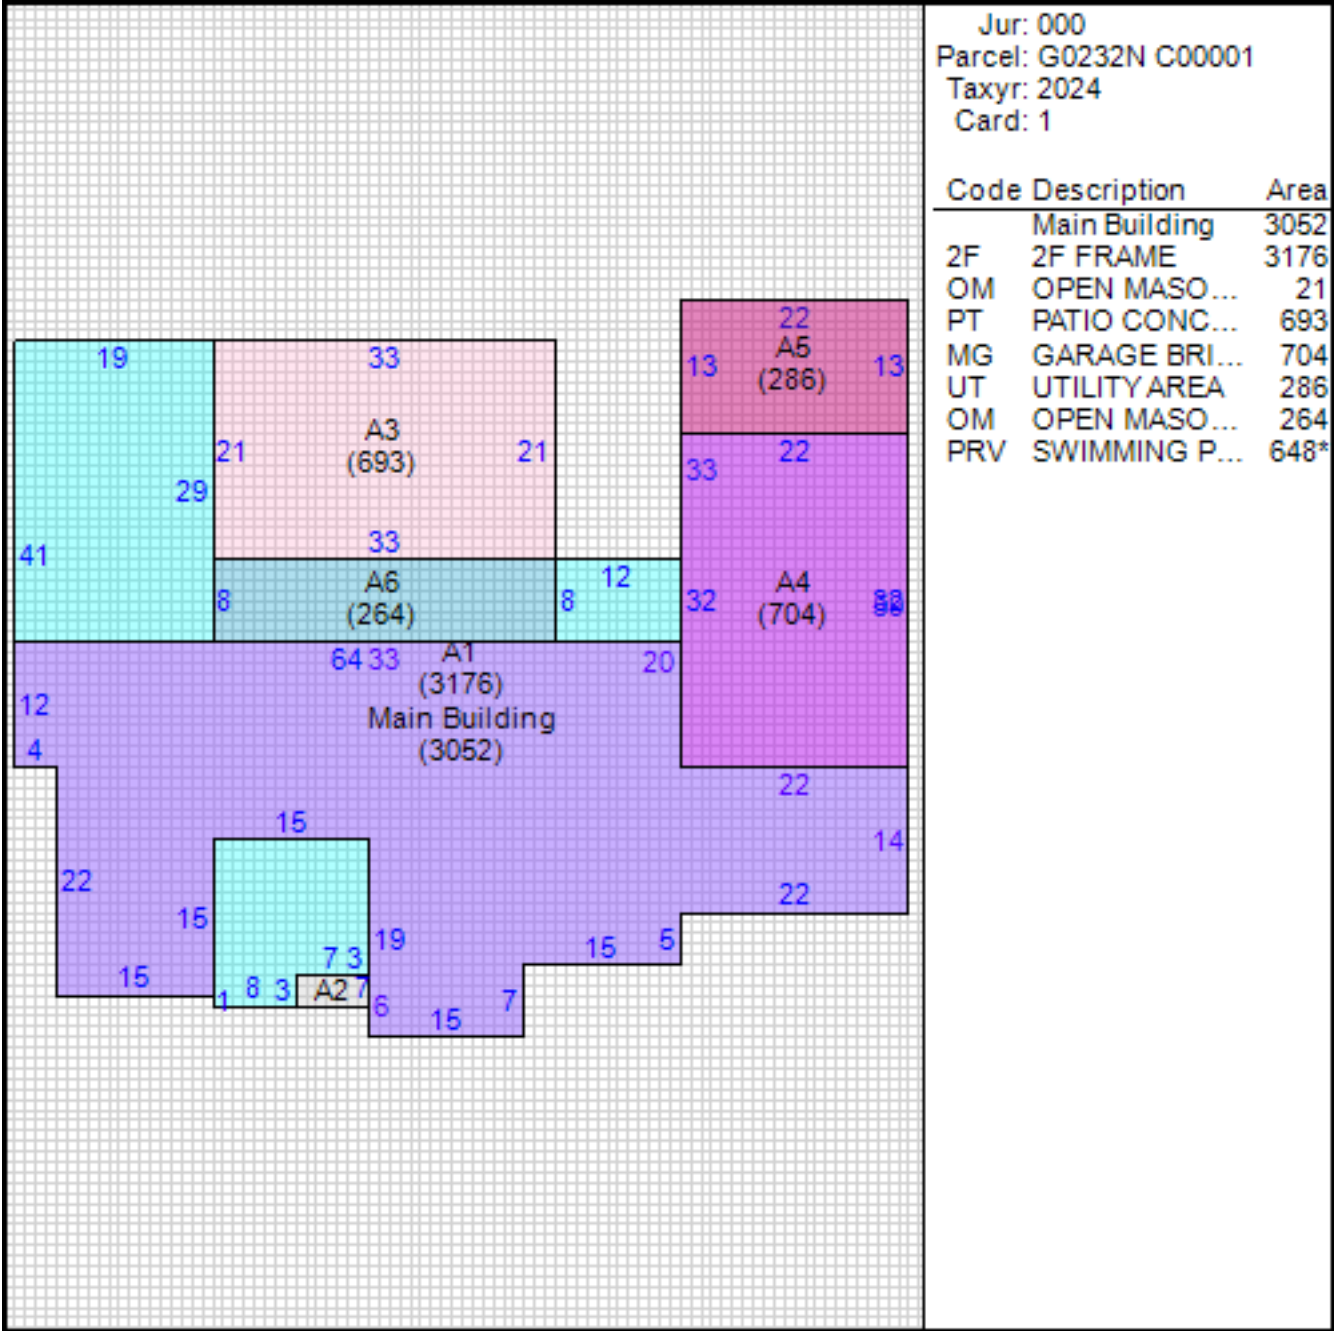 Jur: 000
Parcel: G0232N C00001
Taxyr: 2024
Card: 1
Code Description Area
Main Building 3052
2F 2F FRAME 3176
OM OPEN MASO... 21
PT PATIO CONC... 693
MG GARAGE BRI... 704
UT UTILITY AREA 286
OM OPEN MASO... 264
PRV SWIMMING P... 648*
22
13 A5 13
(286)
19 33
A3
(693)
21 21
22
33
29
33
41
12
A6
(264)
8 8
32
A4
(704)
64 33 A1 20
(3176)
12
Main Building
(3052)
4
22
15
14
22
22
15
19
15 5
7 3
15
8 3 A2 7
1
6
15
7